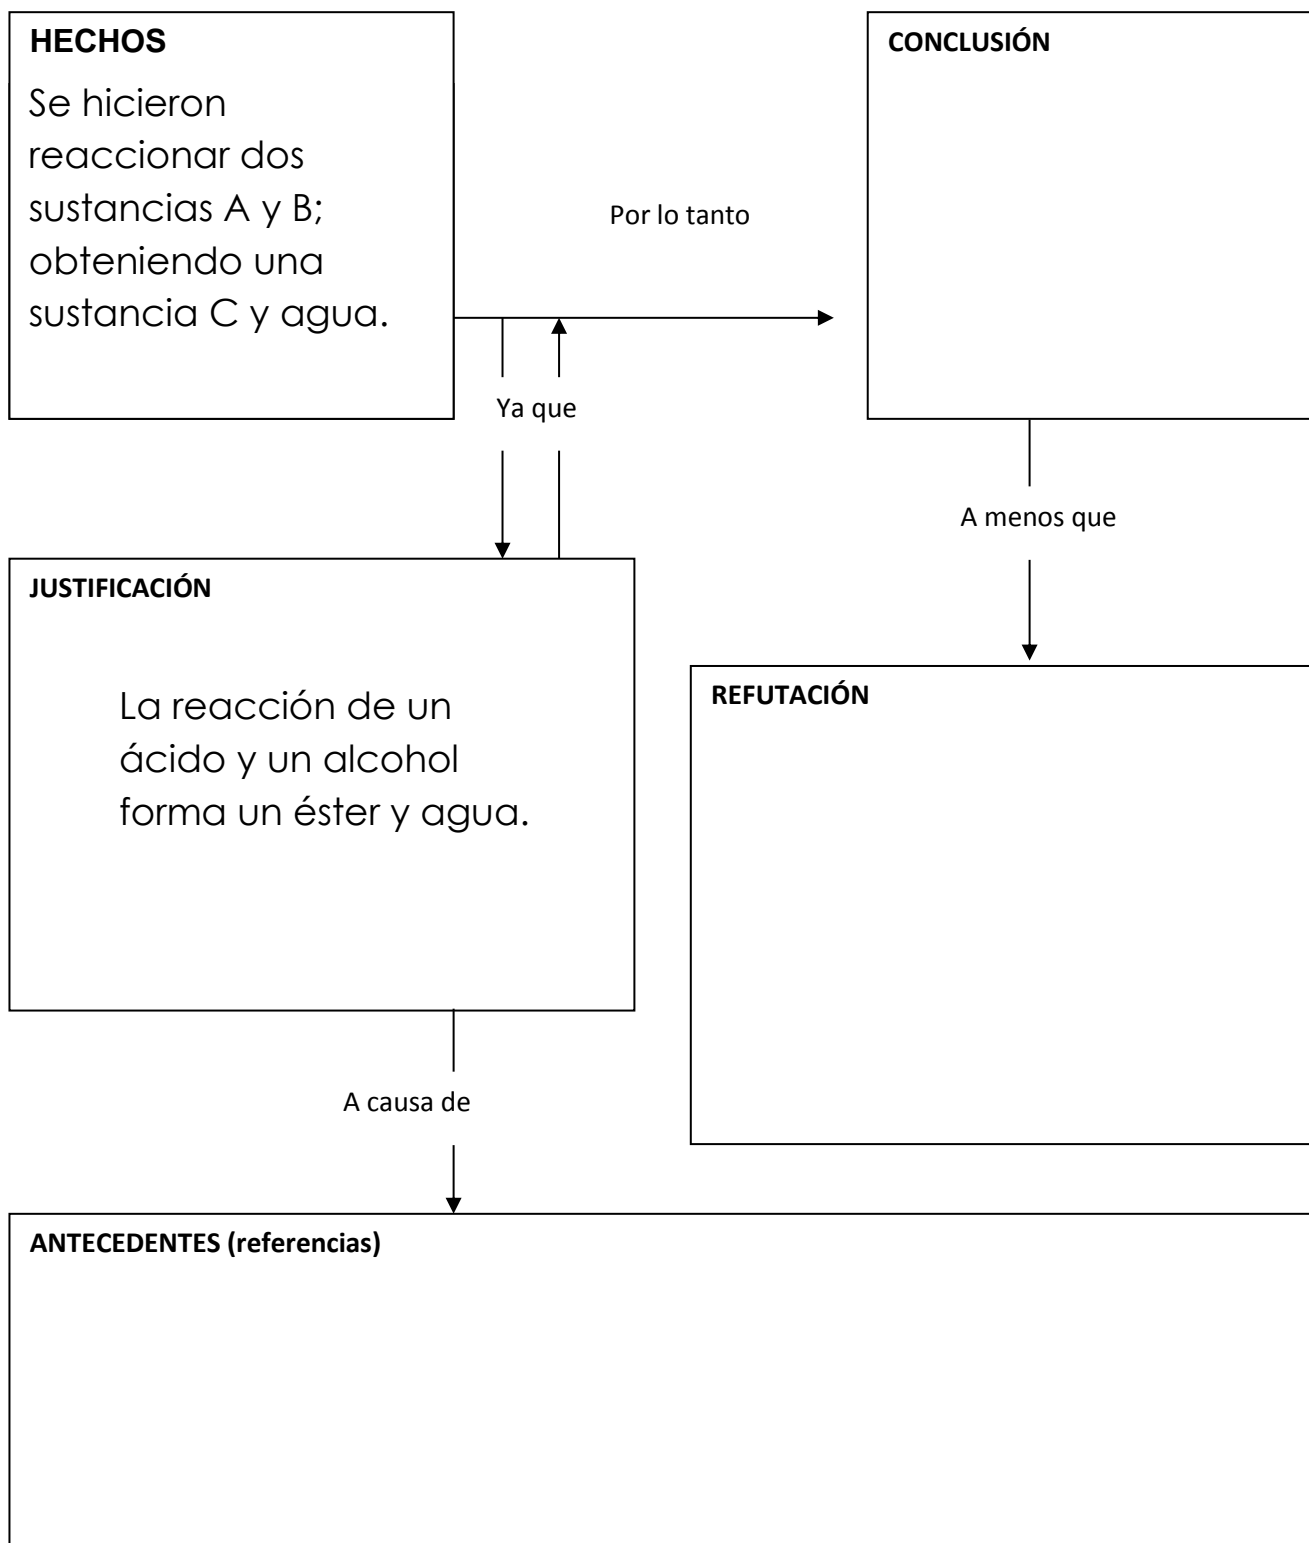 HECHOS
Se hicieron
reaccionar dos
sustancias A y B;
obteniendo una
sustancia C y agua.
Por lo tanto
CONCLUSIÓN
Ya que
A menos que
JUSTIFICACIÓN
La reacción de un
ácido y un alcohol
forma un éster y agua.
REFUTACIÓN
A causa de
ANTECEDENTES (referencias)